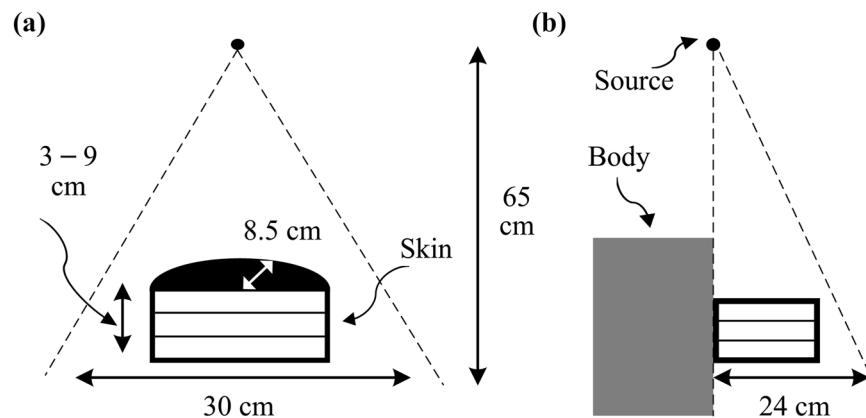 (a)
3 – 9
cm
8.5 cm
Skin
65
cm
30 cm
(b)
Source
Body
24 cm